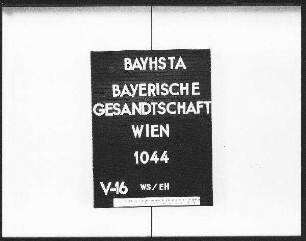 BAYHSTA
BAYERISCHE
GESANDTSCHAFT
WIEN
1044
V-16 WS/EH